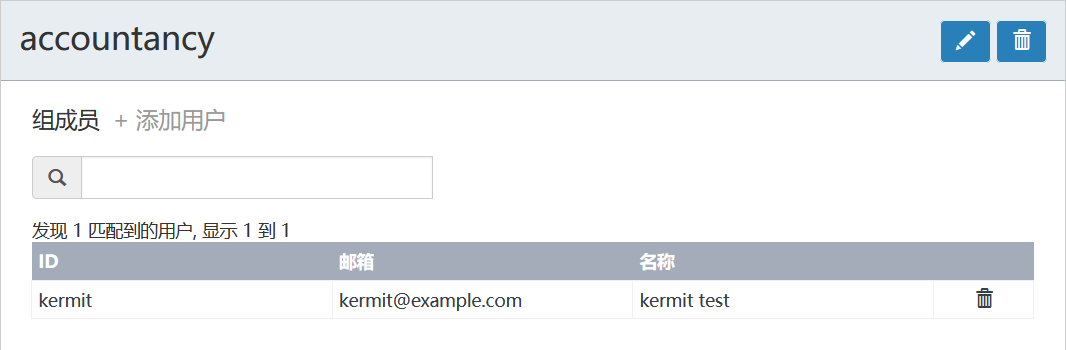 accountancy
组成员 + 添加用户
发现 1 匹配到的用户, 显示 1 到 1
ID 邮箱 名称
kermit kermit@example.com kermit test